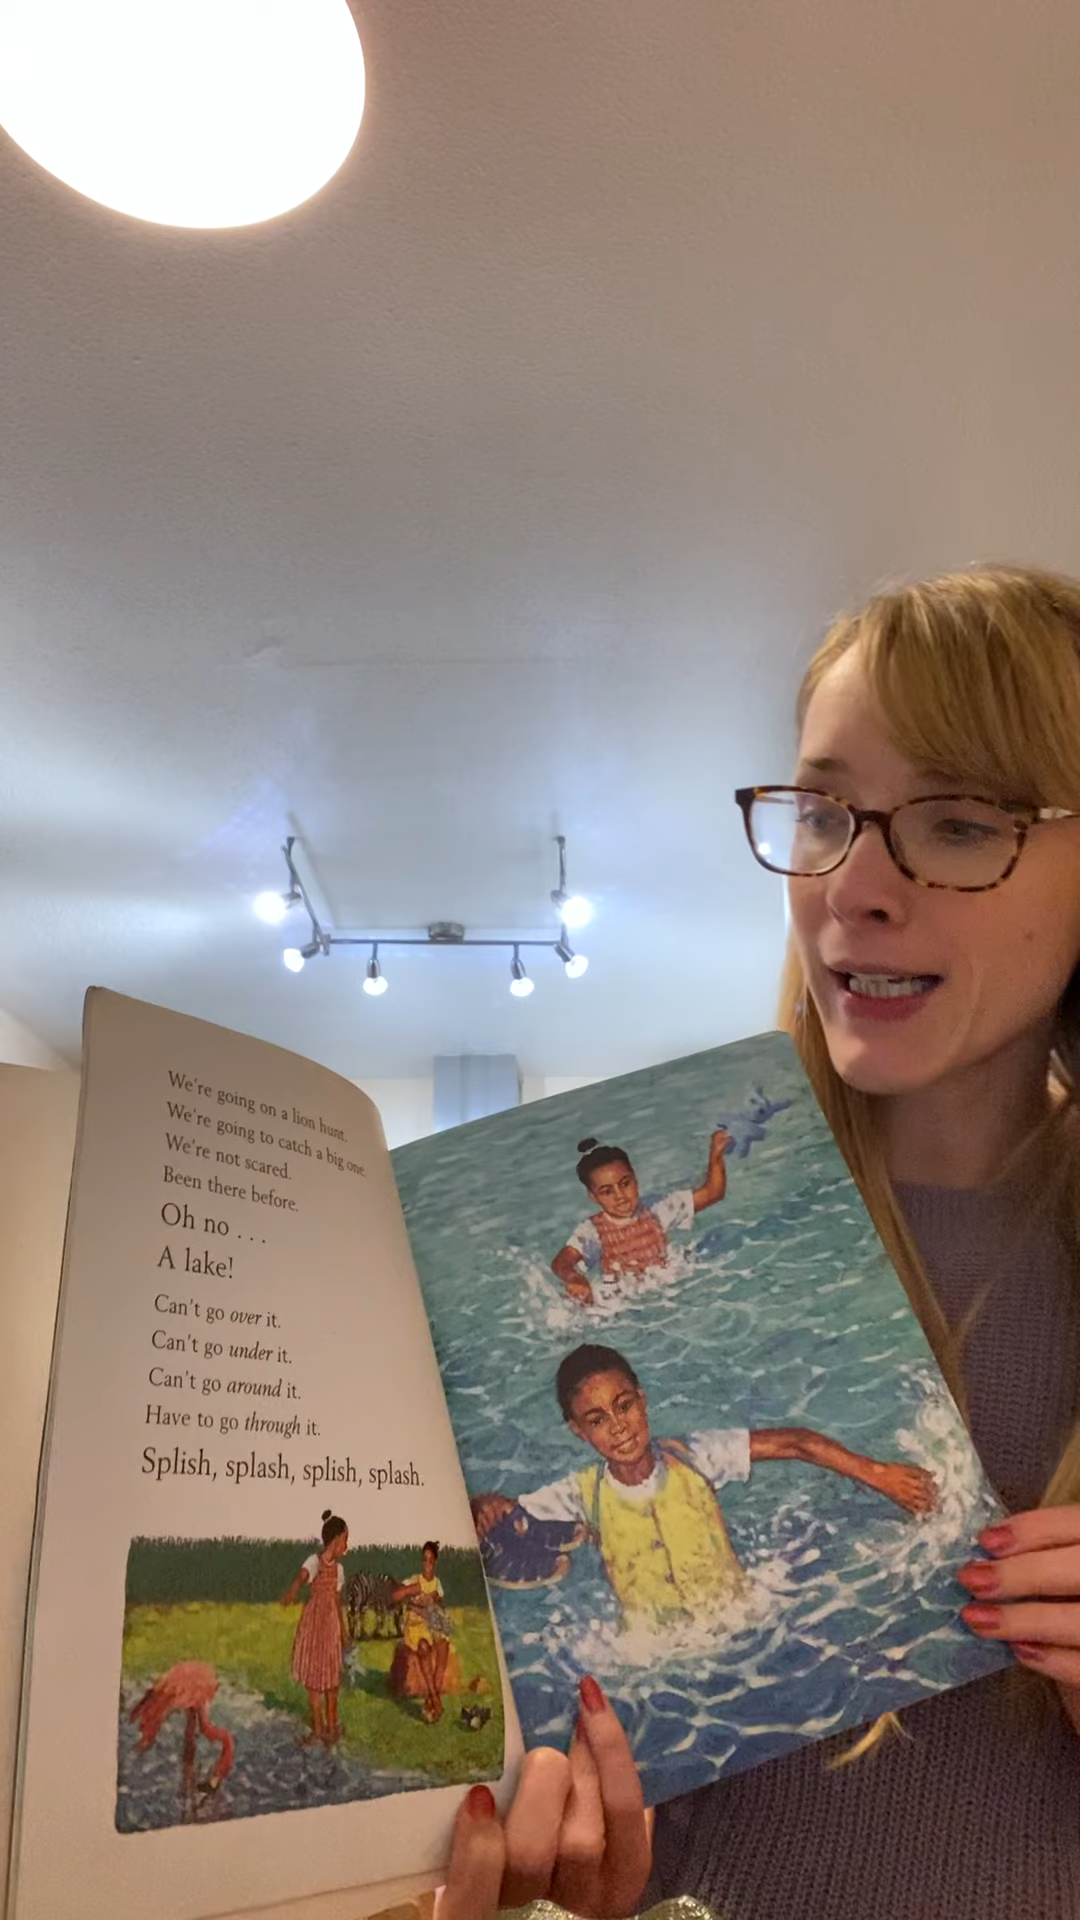 We're going on a lion hunt.
We're going to catch a big one.
We're not scared.
Been there before.
Oh no . . .
A lake!
Can't go over it.
Can't go under it.
Can't go around it.
Have to go through it.
Splish, splash, splish, splash.